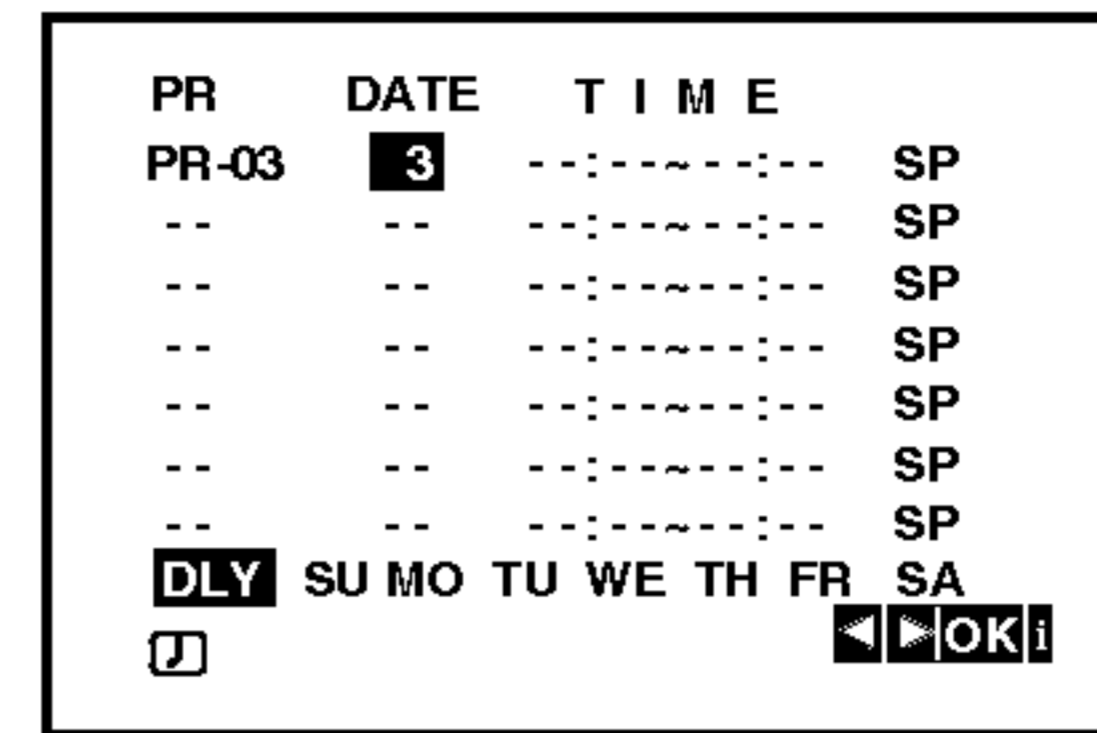 PR DATE T I M E
PR-03 3 --:--~--:-- SP
-- -- --:--~--:-- SP
-- -- --:--~--:-- SP
-- -- --:--~--:-- SP
-- -- --:--~--:-- SP
-- -- --:--~--:-- SP
-- -- --:--~--:-- SP
DLY SU MO TU WE TH FR SA
◀ ▶ OK i